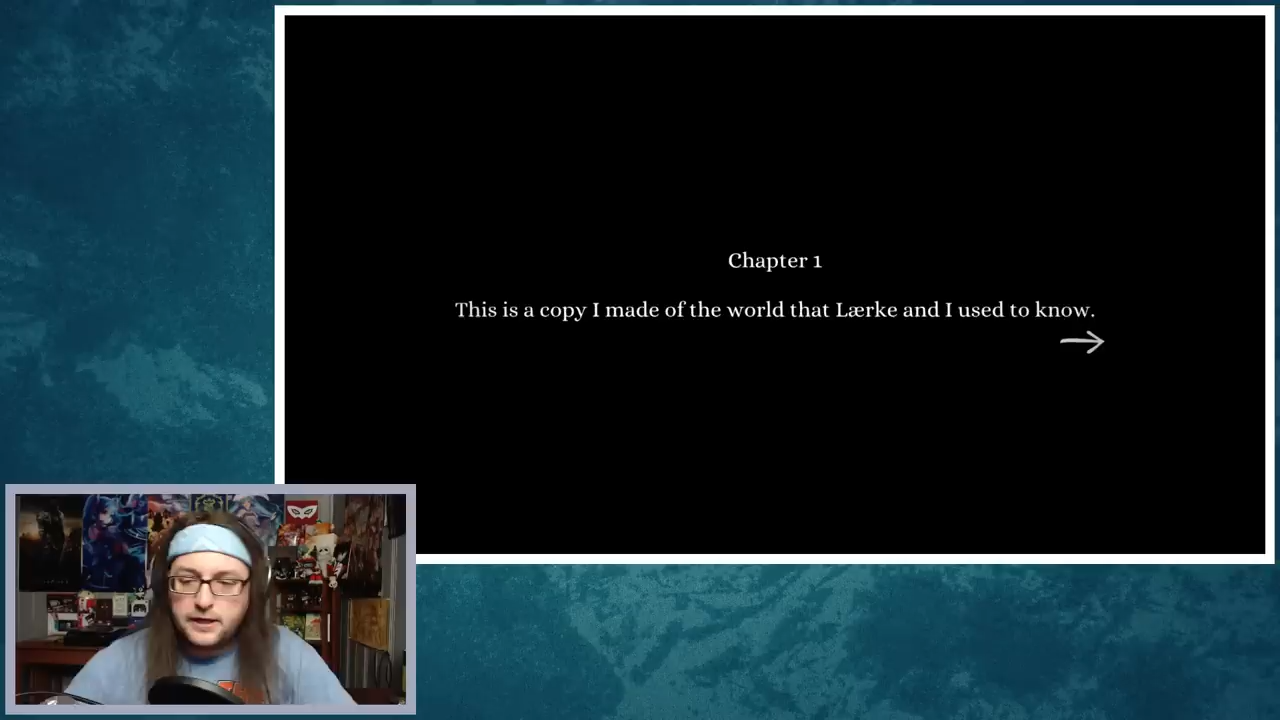 Chapter 1
This is a copy I made of the world that Lærke and I used to know.